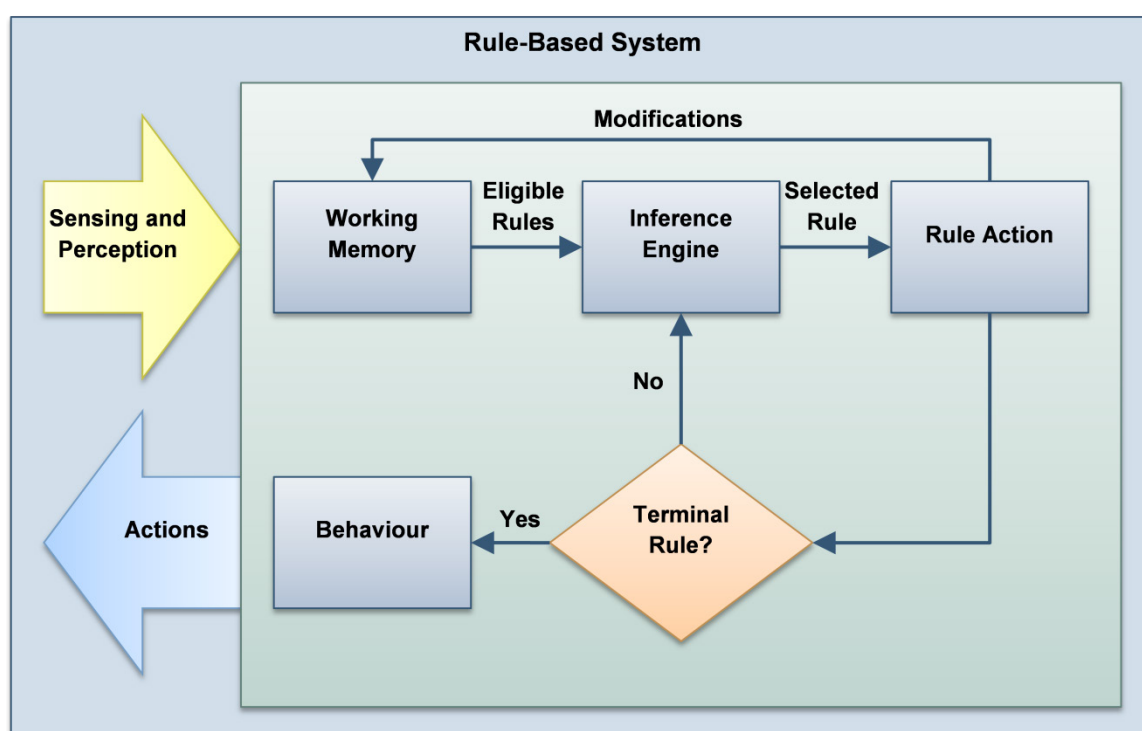 Rule-Based System
Modifications
Sensing and
Perception
Working
Memory
Eligible
Rules
Inference
Engine
Selected
Rule
Rule Action
No
Actions
Behaviour
Yes
Terminal
Rule?